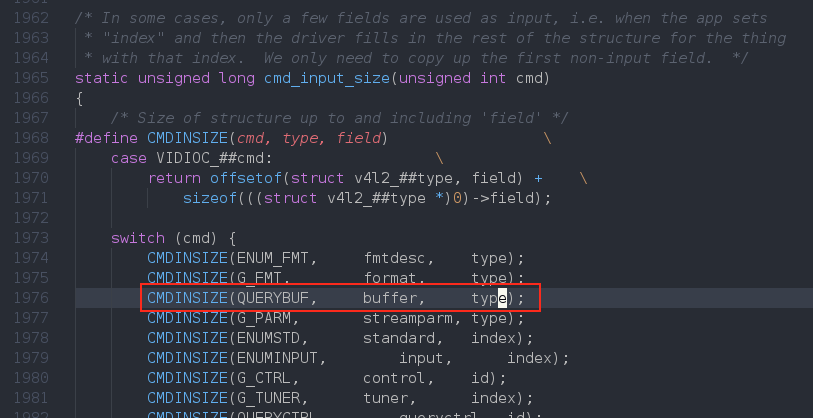 1961
1962 /* In some cases, only a few fields are used as input, i.e. when the app sets
1963 * "index" and then the driver fills in the rest of the structure for the thing
1964 * with that index. We only need to copy up the first non-input field. */
1965 static unsigned long cmd_input_size(unsigned int cmd)
1966 {
1967 /* Size of structure up to and including 'field' */
1968 #define CMDINSIZE(cmd, type, field) \
1969 case VIDIOC_##cmd: \
1970 return offsetof(struct v4l2_##type, field) + \
1971 sizeof(((struct v4l2_##type *)0)->field);
1972
1973 switch (cmd) {
1974 CMDINSIZE(ENUM_FMT, fmtdesc, type);
1975 CMDINSIZE(G_FMT, format, type);
1976 CMDINSIZE(QUERYBUF, buffer, type);
1977 CMDINSIZE(G_PARM, streamparm, type);
1978 CMDINSIZE(ENUMSTD, standard, index);
1979 CMDINSIZE(ENUMINPUT, input, index);
1980 CMDINSIZE(G_CTRL, control, id);
1981 CMDINSIZE(G_TUNER, tuner, index);
1982 CMDINSIZE(QUERYCTRL, queryctrl, id);